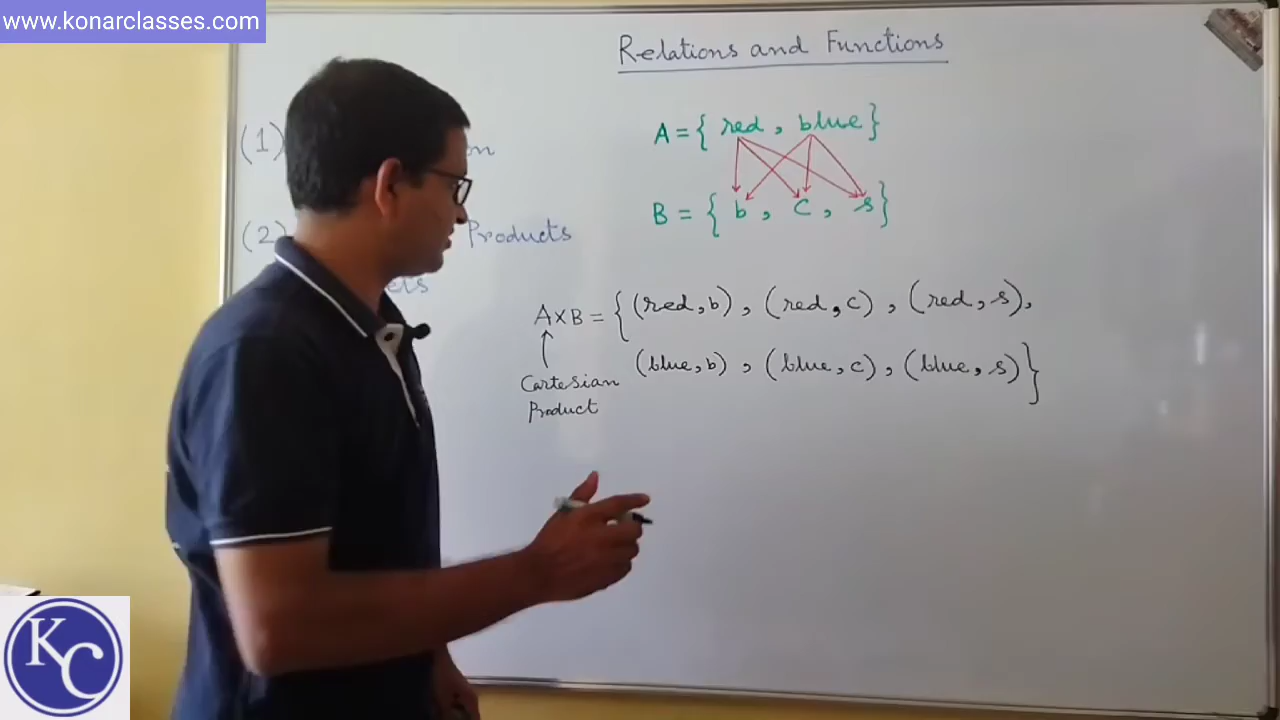 www.konarclasses.com
Relations and Functions
(1)
(2) Products
A = { red , blue }
B = { b , c , s }
A×B = { (red, b) , (red, c) , (red, s) ,
(blue, b) , (blue, c) , (blue, s) }
Cartesian
Product
KC